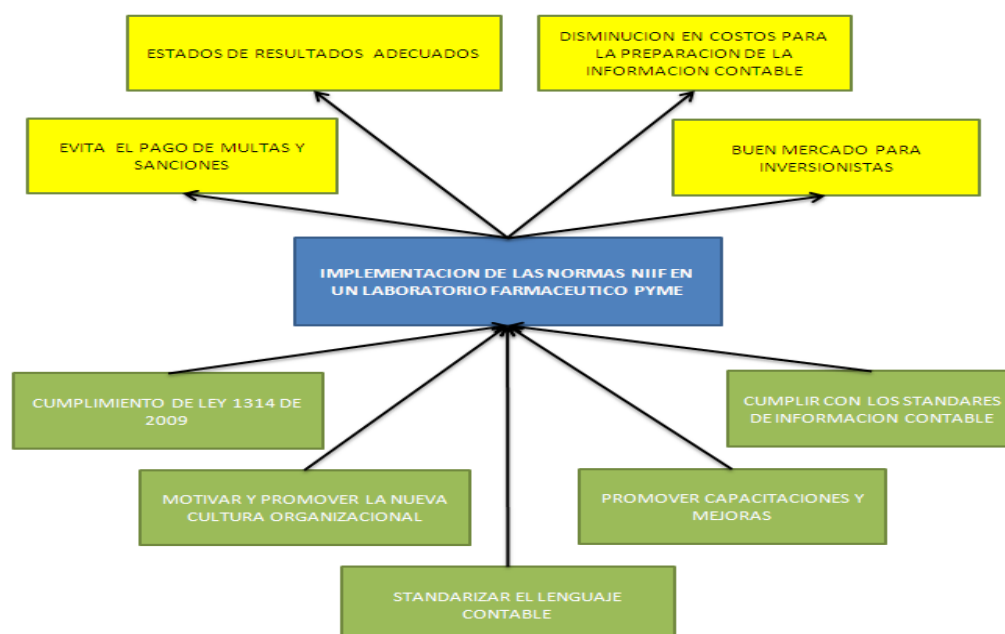 ESTADOS DE RESULTADOS ADECUADOS
DISMINUCION EN COSTOS PARA
LA PREPARACION DE LA
INFORMACION CONTABLE
EVITA EL PAGO DE MULTAS Y
SANCIONES
BUEN MERCADO PARA
INVERSIONISTAS
IMPLEMENTACION DE LAS NORMAS NIIF EN
UN LABORATORIO FARMACEUTICO PYME
CUMPLIMIENTO DE LEY 1314 DE
2009
CUMPLIR CON LOS STANDARES
DE INFORMACION CONTABLE
MOTIVAR Y PROMOVER LA NUEVA
CULTURA ORGANIZACIONAL
PROMOVER CAPACITACIONES Y
MEJORAS
STANDARIZAR EL LENGUAJE
CONTABLE